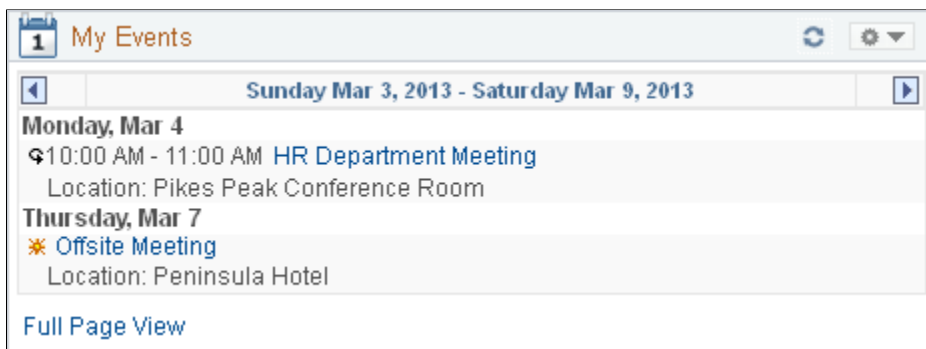 1 My Events
Sunday Mar 3, 2013 - Saturday Mar 9, 2013
Monday, Mar 4
10:00 AM - 11:00 AM HR Department Meeting
Location: Pikes Peak Conference Room
Thursday, Mar 7
Offsite Meeting
Location: Peninsula Hotel
Full Page View